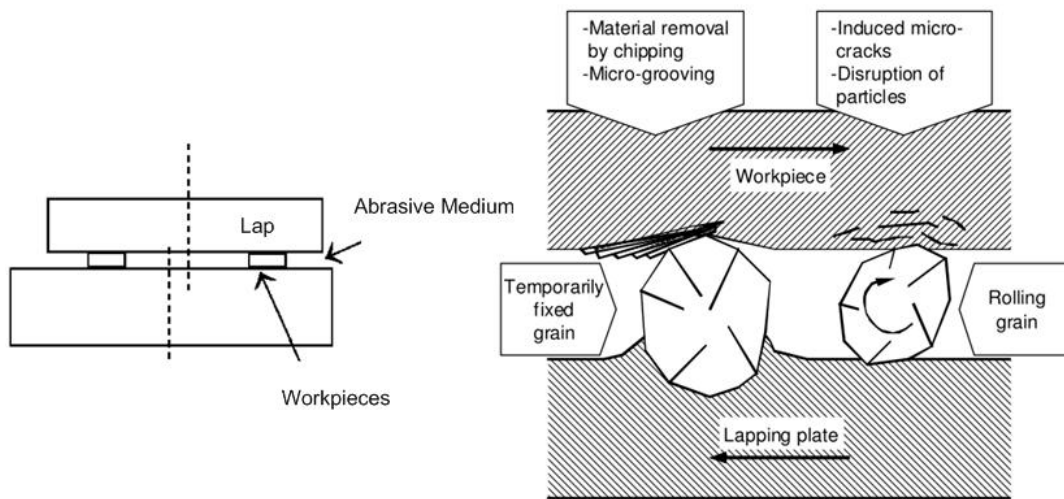 Lap
Abrasive Medium
Workpieces
-Material removal
by chipping
-Micro-grooving
-Induced micro-
cracks
-Disruption of
particles
Workpiece
Temporarily
fixed
grain
Rolling
grain
Lapping plate